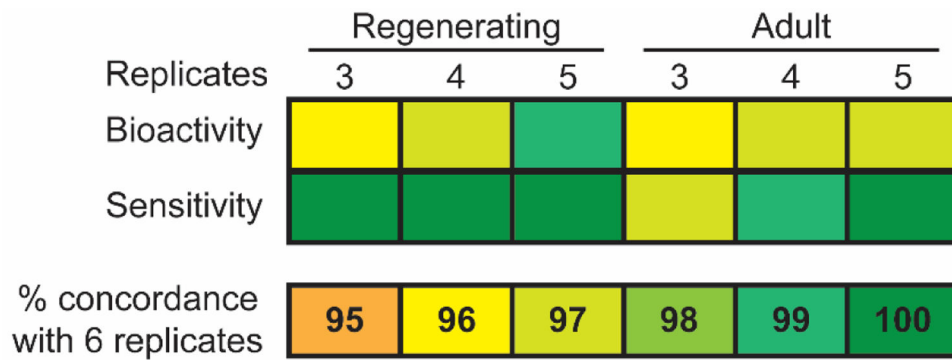 Regenerating Adult
Replicates 3 4 5 3 4 5
Bioactivity
Sensitivity
% concordance
with 6 replicates
95 96 97 98 99 100